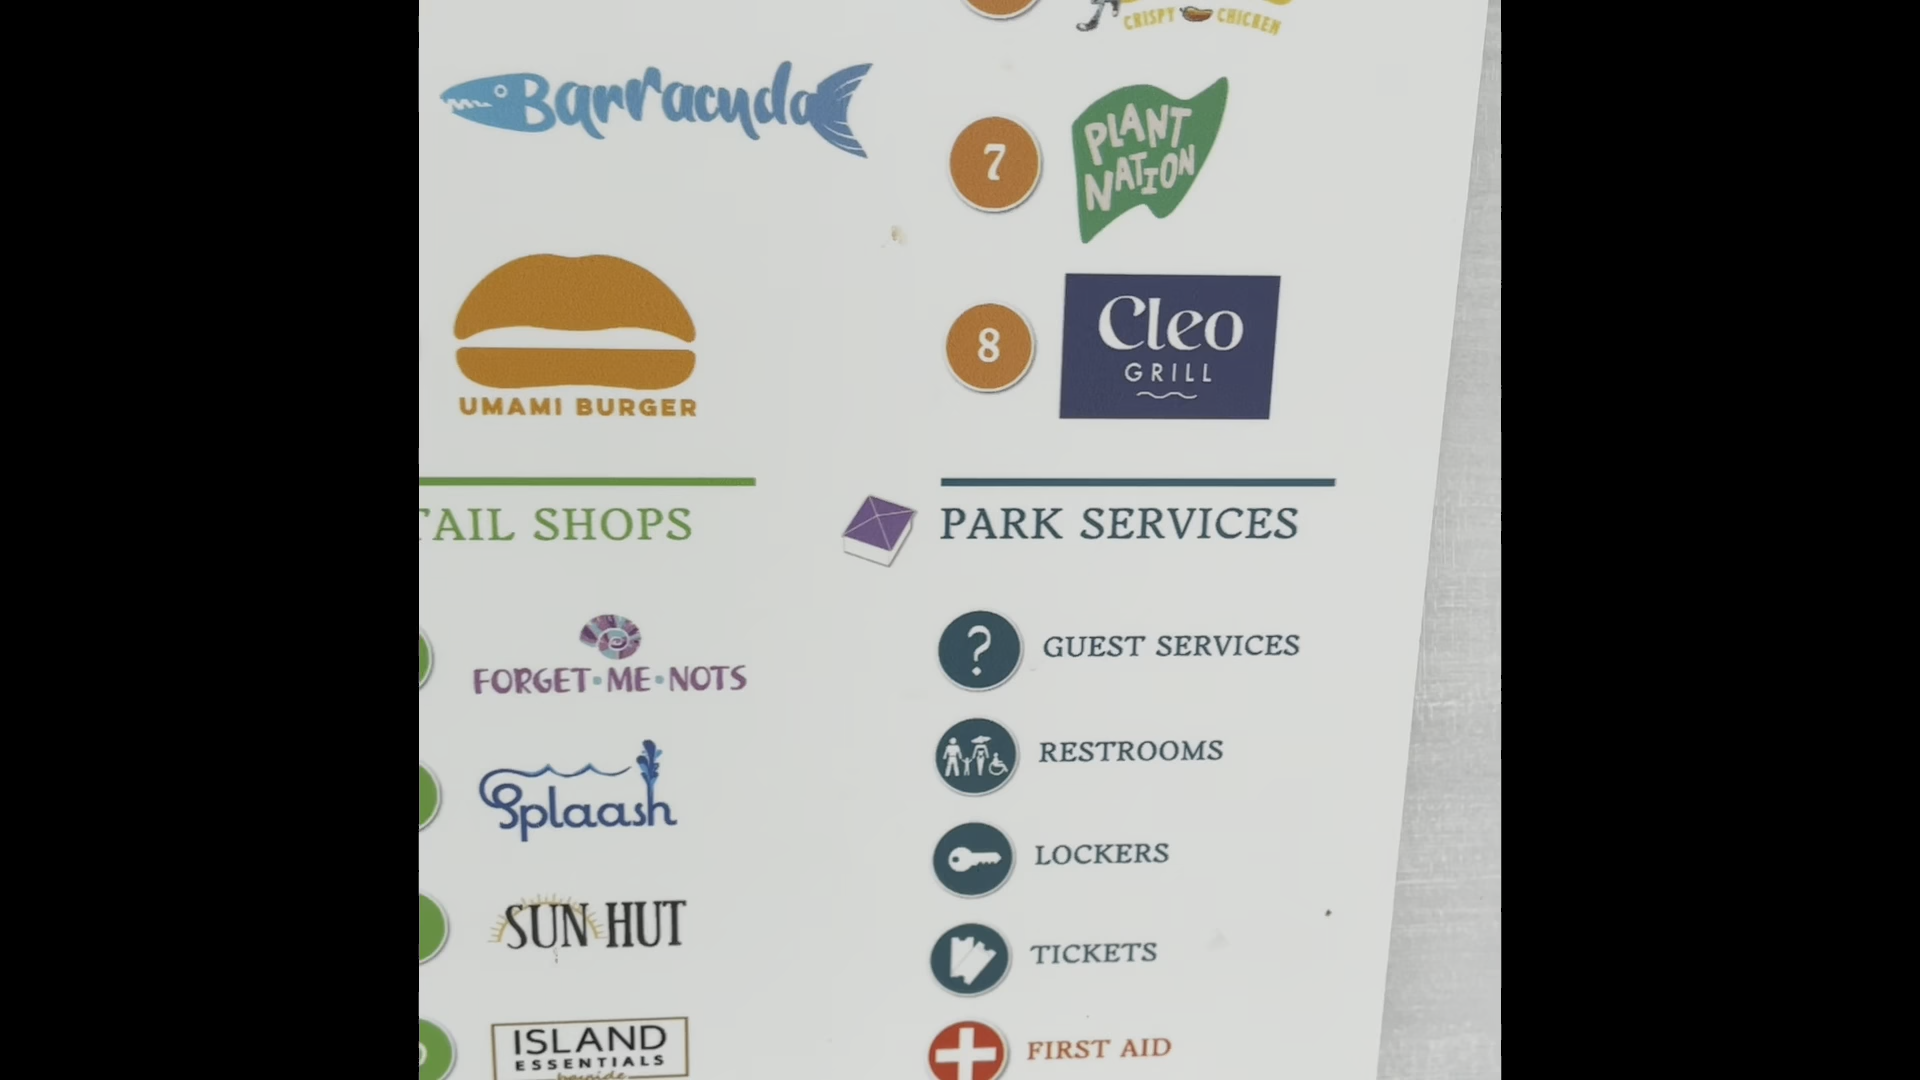 CRISPY CHICKEN
Barracuda
7
PLANT
NATION
8
Cleo
GRILL
UMAMI BURGER
TAIL SHOPS
PARK SERVICES
FORGET·ME·NOTS
?
GUEST SERVICES
RESTROOMS
Splaash
LOCKERS
SUN HUT
TICKETS
ISLAND
ESSENTIALS
FIRST AID